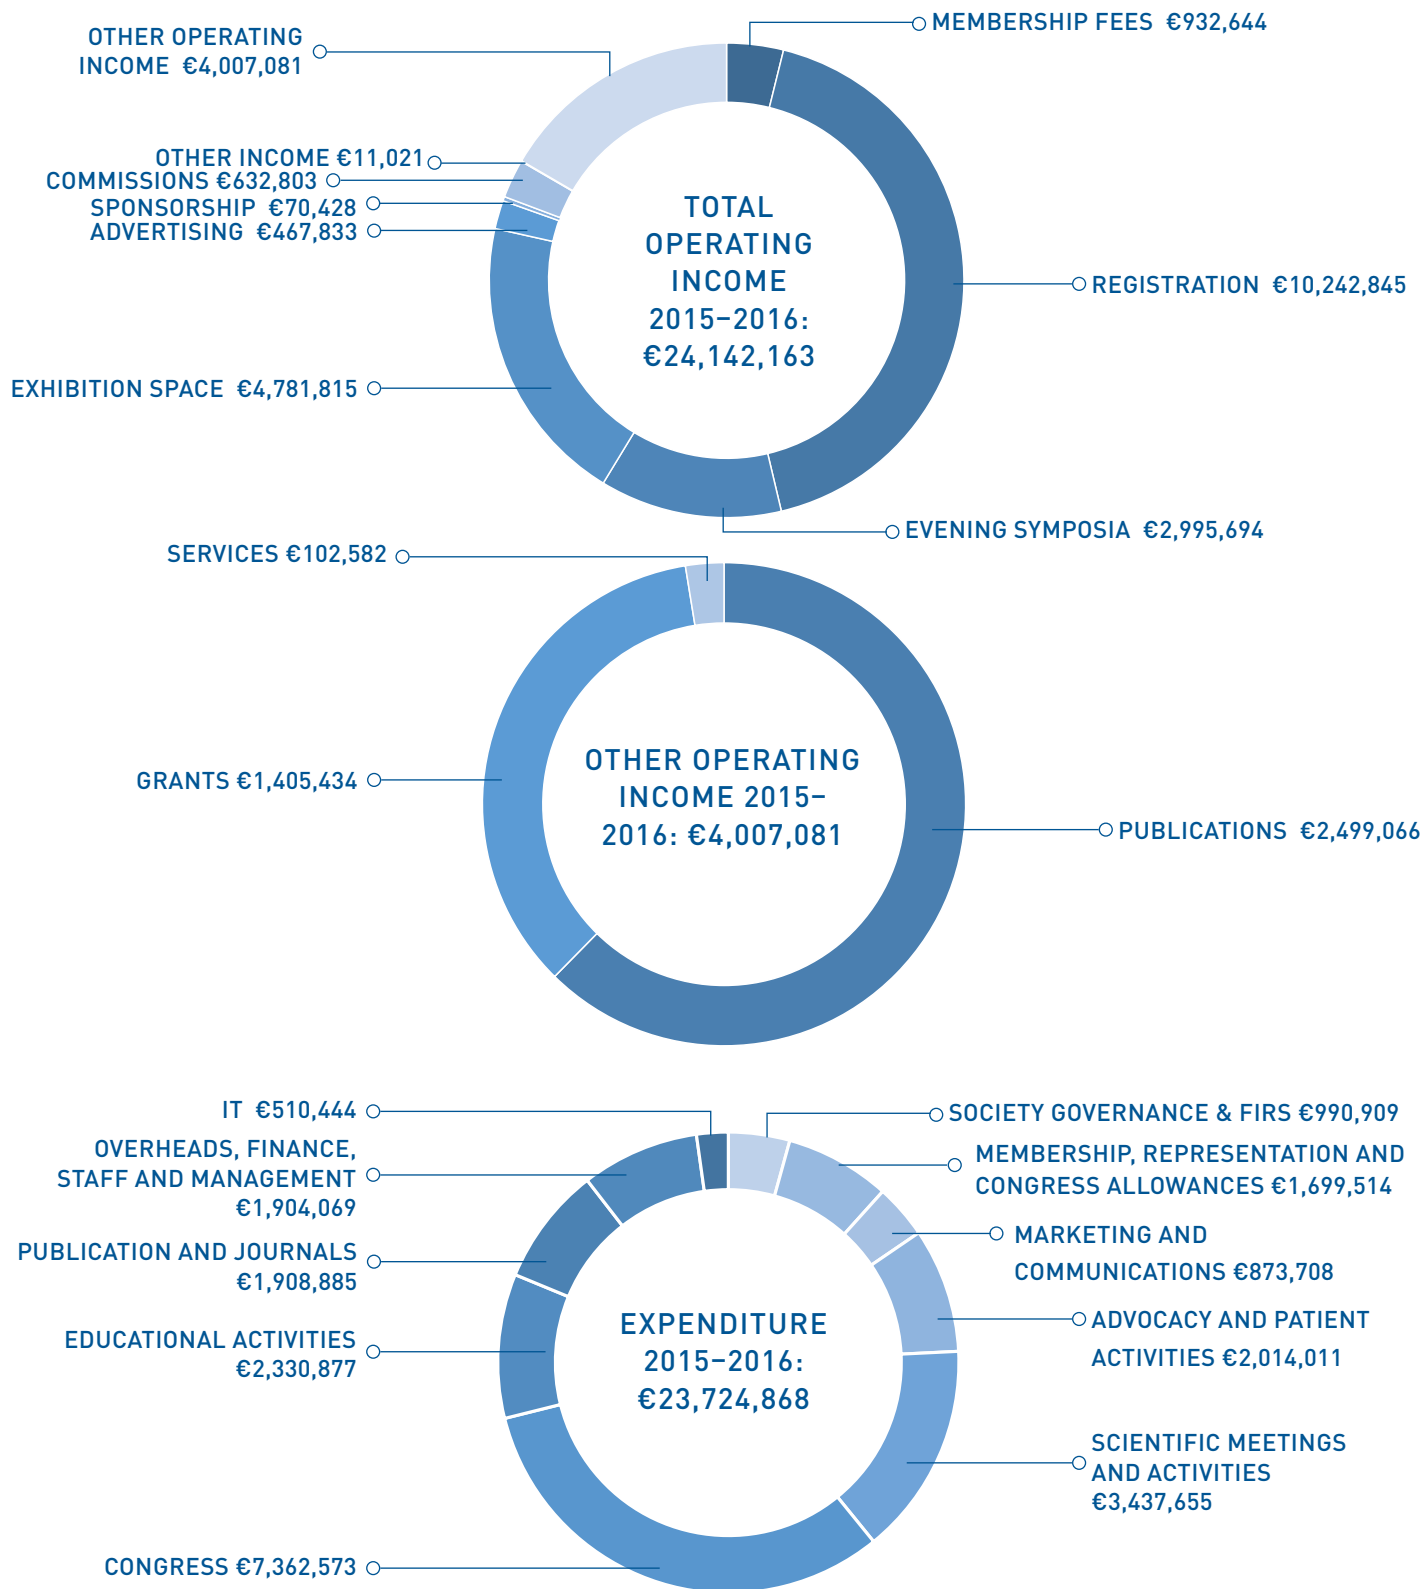 MEMBERSHIP FEES €932,644
OTHER OPERATING
INCOME €4,007,081
OTHER INCOME €11,021
COMMISSIONS €632,803
SPONSORSHIP €70,428
ADVERTISING €467,833
TOTAL
OPERATING
INCOME
2015–2016:
€24,142,163
REGISTRATION €10,242,845
EXHIBITION SPACE €4,781,815
EVENING SYMPOSIA €2,995,694
SERVICES €102,582
GRANTS €1,405,434
OTHER OPERATING
INCOME 2015–
2016: €4,007,081
PUBLICATIONS €2,499,066
IT €510,444
OVERHEADS, FINANCE,
STAFF AND MANAGEMENT
€1,904,069
PUBLICATION AND JOURNALS
€1,908,885
EDUCATIONAL ACTIVITIES
€2,330,877
CONGRESS €7,362,573
EXPENDITURE
2015–2016:
€23,724,868
SOCIETY GOVERNANCE & FIRS €990,909
MEMBERSHIP, REPRESENTATION AND
CONGRESS ALLOWANCES €1,699,514
MARKETING AND
COMMUNICATIONS €873,708
ADVOCACY AND PATIENT
ACTIVITIES €2,014,011
SCIENTIFIC MEETINGS
AND ACTIVITIES
€3,437,655